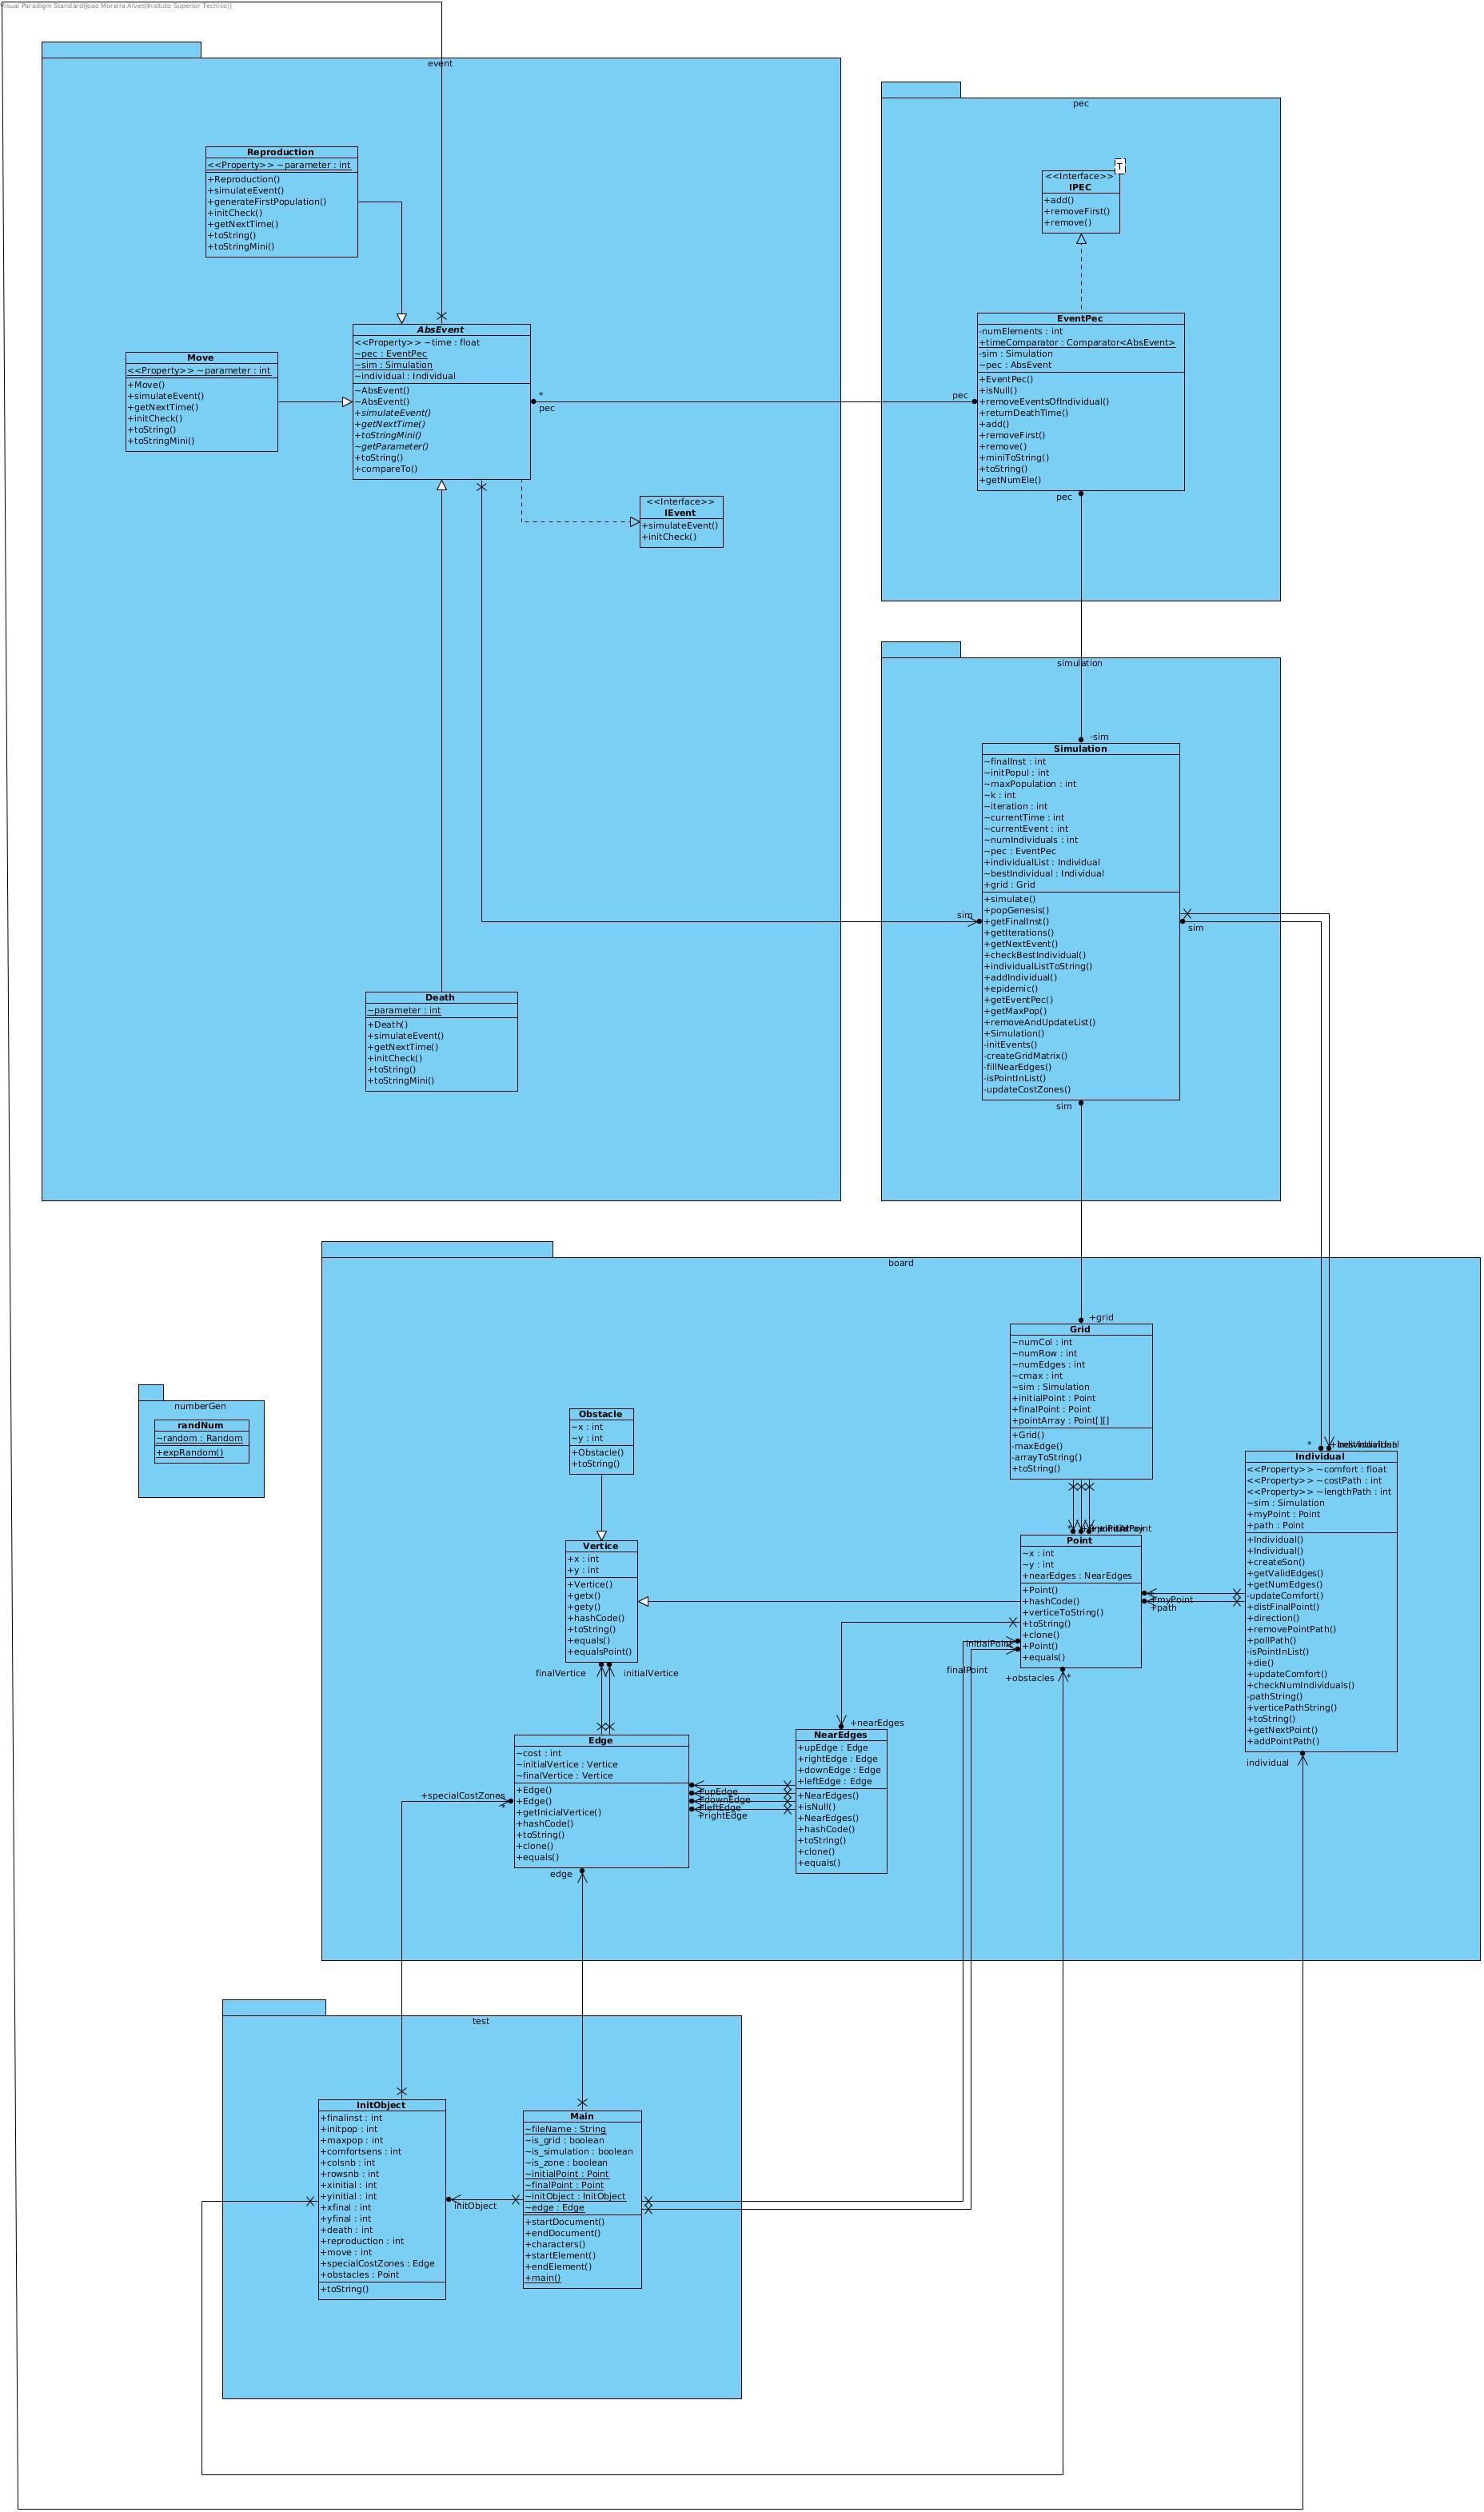 Visual Paradigm Standard(Joao Moreira Alves(Insituto Superior Tecnico))
event
Reproduction
<<Property>> ~parameter : int
+Reproduction()
+simulateEvent()
+generateFirstPopulation()
+initCheck()
+getNextTime()
+toString()
+toStringMini()
Move
<<Property>> ~parameter : int
+Move()
+simulateEvent()
+getNextTime()
+initCheck()
+toString()
+toStringMini()
AbsEvent
<<Property>> ~time : float
~pec : EventPec
~sim : Simulation
~individual : Individual
~AbsEvent()
~AbsEvent()
+simulateEvent()
+getNextTime()
+toStringMini()
~getParameter()
+toString()
+compareTo()
*
pec
pec
<<Interface>>
IEvent
+simulateEvent()
+initCheck()
Death
~parameter : int
+Death()
+simulateEvent()
+getNextTime()
+initCheck()
+toString()
+toStringMini()
pec
T
<<Interface>>
IPEC
+add()
+removeFirst()
+remove()
EventPec
-numElements : int
+timeComparator : Comparator<AbsEvent>
-sim : Simulation
~pec : AbsEvent
+EventPec()
+isNull()
+removeEventsOfIndividual()
+returnDeathTime()
+add()
+removeFirst()
+remove()
+miniToString()
+toString()
+getNumEle()
pec
simulation
-sim
Simulation
~finalInst : int
~initPopul : int
~maxPopulation : int
~k : int
~iteration : int
~currentTime : int
~currentEvent : int
~numIndividuals : int
~pec : EventPec
+individualList : Individual
~bestIndividual : Individual
+grid : Grid
+simulate()
+popGenesis()
+getFinalInst()
+getIterations()
+getNextEvent()
+checkBestIndividual()
+individualListToString()
+addIndividual()
+epidemic()
+getEventPec()
+getMaxPop()
+removeAndUpdateList()
+Simulation()
-initEvents()
-createGridMatrix()
-fillNearEdges()
-isPointInList()
-updateCostZones()
sim
sim
sim
board
+grid
Grid
~numCol : int
~numRow : int
~numEdges : int
~cmax : int
~sim : Simulation
+initialPoint : Point
+finalPoint : Point
+pointArray : Point[][]
+Grid()
-maxEdge()
-arrayToString()
+toString()
numberGen
randNum
~random : Random
+expRandom()
Obstacle
~x : int
~y : int
+Obstacle()
+toString()
*
Individual
<<Property>> ~comfort : float
<<Property>> ~costPath : int
<<Property>> ~lengthPath : int
~sim : Simulation
+myPoint : Point
+path : Point
+Individual()
+Individual()
+createSon()
+getValidEdges()
+getNumEdges()
-updateComfort()
+distFinalPoint()
+direction()
+removePointPath()
+pollPath()
-isPointInList()
+die()
+updateComfort()
+checkNumIndividuals()
-pathString()
+verticePathString()
+toString()
+getNextPoint()
+addPointPath()
individual
Vertice
+x : int
+y : int
+Vertice()
+getx()
+gety()
+hashCode()
+toString()
+equals()
+equalsPoint()
finalVertice
initialVertice
Point
~x : int
~y : int
+nearEdges : NearEdges
+Point()
+hashCode()
+verticeToString()
+toString()
+clone()
+Point()
+equals()
+myPoint
+path
initialPoint
finalPoint
+obstacles
*
+nearEdges
NearEdges
+upEdge : Edge
+rightEdge : Edge
+downEdge : Edge
+leftEdge : Edge
+NearEdges()
+isNull()
+NearEdges()
+hashCode()
+toString()
+clone()
+equals()
Edge
~cost : int
~initialVertice : Vertice
~finalVertice : Vertice
+Edge()
+Edge()
+getInicialVertice()
+hashCode()
+toString()
+clone()
+equals()
+upEdge
+downEdge
+leftEdge
+rightEdge
+specialCostZones
*
edge
test
InitObject
+finalinst : int
+initpop : int
+maxpop : int
+comfortsens : int
+colsnb : int
+rowsnb : int
+xinitial : int
+yinitial : int
+xfinal : int
+yfinal : int
+death : int
+reproduction : int
+move : int
+specialCostZones : Edge
+obstacles : Point
+toString()
initObject
Main
~fileName : String
~is_grid : boolean
~is_simulation : boolean
~is_zone : boolean
~initialPoint : Point
~finalPoint : Point
~initObject : InitObject
~edge : Edge
+startDocument()
+endDocument()
+characters()
+startElement()
+endElement()
+main()